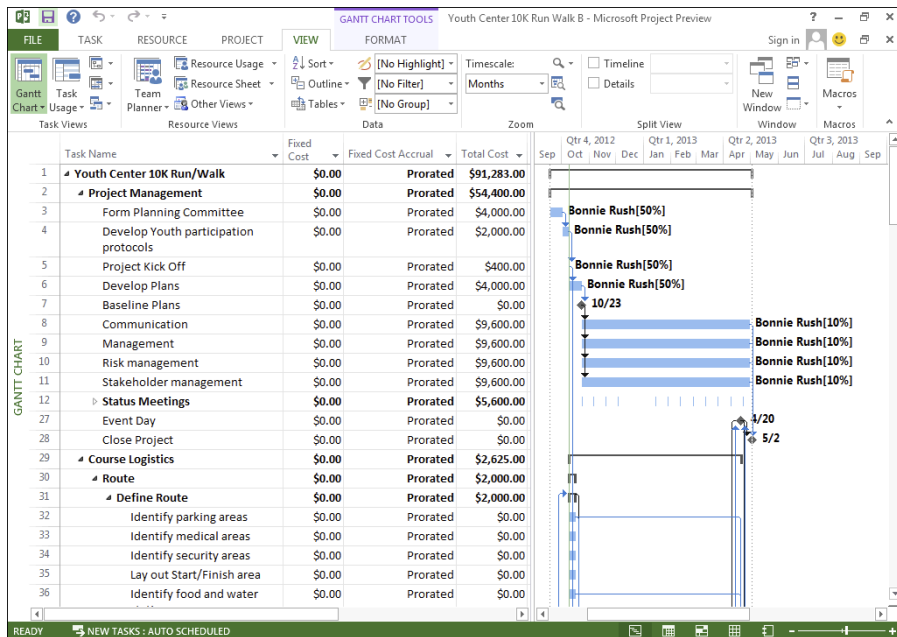 GANTT CHART TOOLS Youth Center 10K Run Walk B - Microsoft Project Preview
FILE TASK RESOURCE PROJECT VIEW FORMAT Sign in
Gantt Chart
Task Usage
Task Views
Team Planner
Resource Usage
Resource Sheet
Other Views
Resource Views
Sort
Outline
Tables
[No Highlight]
[No Filter]
[No Group]
Data
Timescale:
Months
Zoom
Timeline
Details
Split View
New Window
Window
Macros
Macros
Task Name Fixed Cost Fixed Cost Accrual Total Cost
Qtr 4, 2012 Qtr 1, 2013 Qtr 2, 2013 Qtr 3, 2013
Sep Oct Nov Dec Jan Feb Mar Apr May Jun Jul Aug Sep
1 Youth Center 10K Run/Walk $0.00 Prorated $91,283.00
2 Project Management $0.00 Prorated $54,400.00
3 Form Planning Committee $0.00 Prorated $4,000.00 Bonnie Rush[50%]
4 Develop Youth participation protocols $0.00 Prorated $2,000.00 Bonnie Rush[50%]
5 Project Kick Off $0.00 Prorated $400.00 Bonnie Rush[50%]
6 Develop Plans $0.00 Prorated $4,000.00 Bonnie Rush[50%]
7 Baseline Plans $0.00 Prorated $0.00 10/23
8 Communication $0.00 Prorated $9,600.00 Bonnie Rush[10%]
9 Management $0.00 Prorated $9,600.00 Bonnie Rush[10%]
10 Risk management $0.00 Prorated $9,600.00 Bonnie Rush[10%]
11 Stakeholder management $0.00 Prorated $9,600.00 Bonnie Rush[10%]
12 Status Meetings $0.00 Prorated $5,600.00
27 Event Day $0.00 Prorated $0.00 4/20
28 Close Project $0.00 Prorated $0.00 5/2
29 Course Logistics $0.00 Prorated $2,625.00
30 Route $0.00 Prorated $2,000.00
31 Define Route $0.00 Prorated $2,000.00
32 Identify parking areas $0.00 Prorated $0.00
33 Identify medical areas $0.00 Prorated $0.00
34 Identify security areas $0.00 Prorated $0.00
35 Lay out Start/Finish area $0.00 Prorated $0.00
36 Identify food and water $0.00 Prorated $0.00
GANTT CHART
READY NEW TASKS : AUTO SCHEDULED